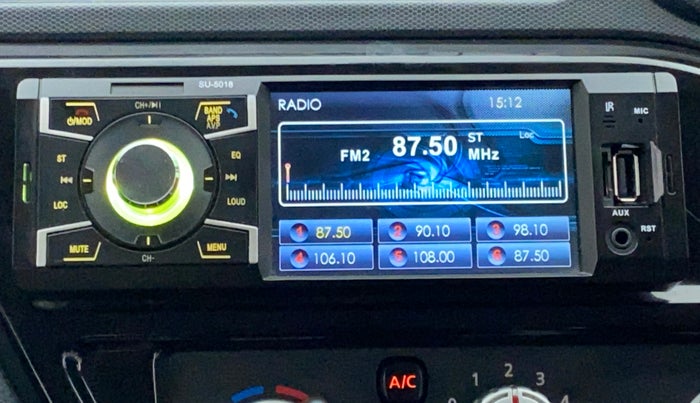 SU-5018
⏻/MOD
CH+/⏯
BAND
APS
AVP
ST
EQ
⏮
⏭
LOC
LOUD
MUTE
MENU
CH-
RADIO
15:12
FM2
87.50
ST
MHz
Loc
1 87.50
2 90.10
3 98.10
4 106.10
5 108.00
6 87.50
IR
MIC
AUX
RST
A/C
0 1 2 3 4